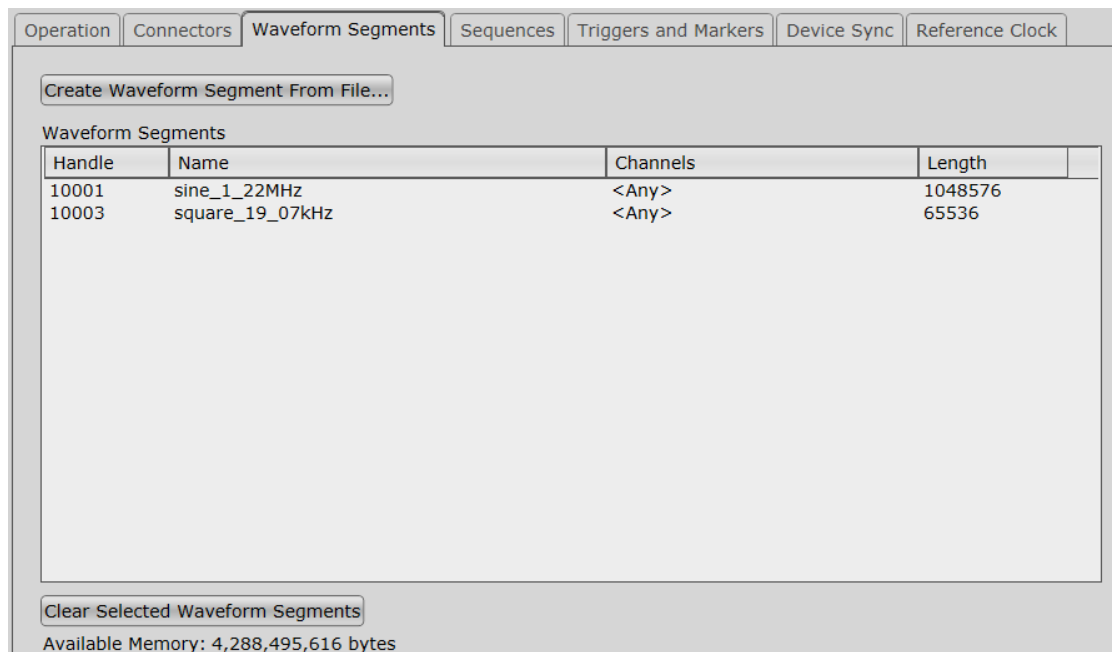 Operation Connectors Waveform Segments Sequences Triggers and Markers Device Sync Reference Clock
Create Waveform Segment From File...
Waveform Segments
Handle Name Channels Length
10001 sine_1_22MHz <Any> 1048576
10003 square_19_07kHz <Any> 65536
Clear Selected Waveform Segments
Available Memory: 4,288,495,616 bytes